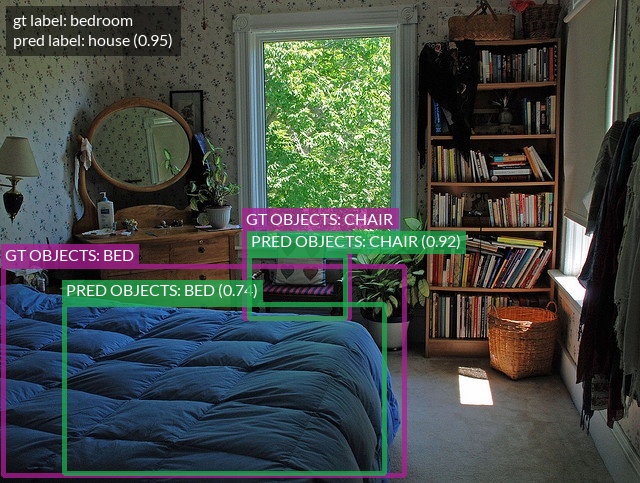 gt label: bedroom
pred label: house (0.95)
GT OBJECTS: CHAIR
PRED OBJECTS: CHAIR (0.92)
GT OBJECTS: BED
PRED OBJECTS: BED (0.74)